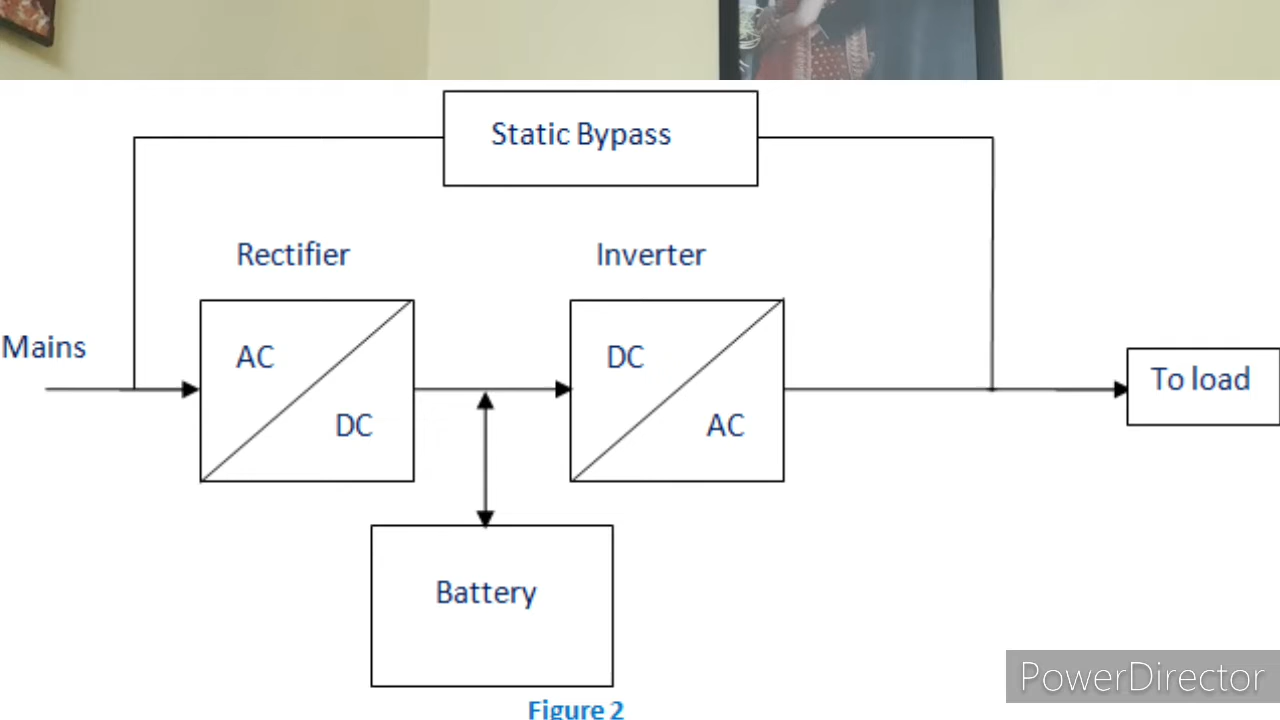 Static Bypass
Rectifier
Inverter
Mains
AC
DC
DC
AC
To load
Battery
Figure 2
PowerDirector